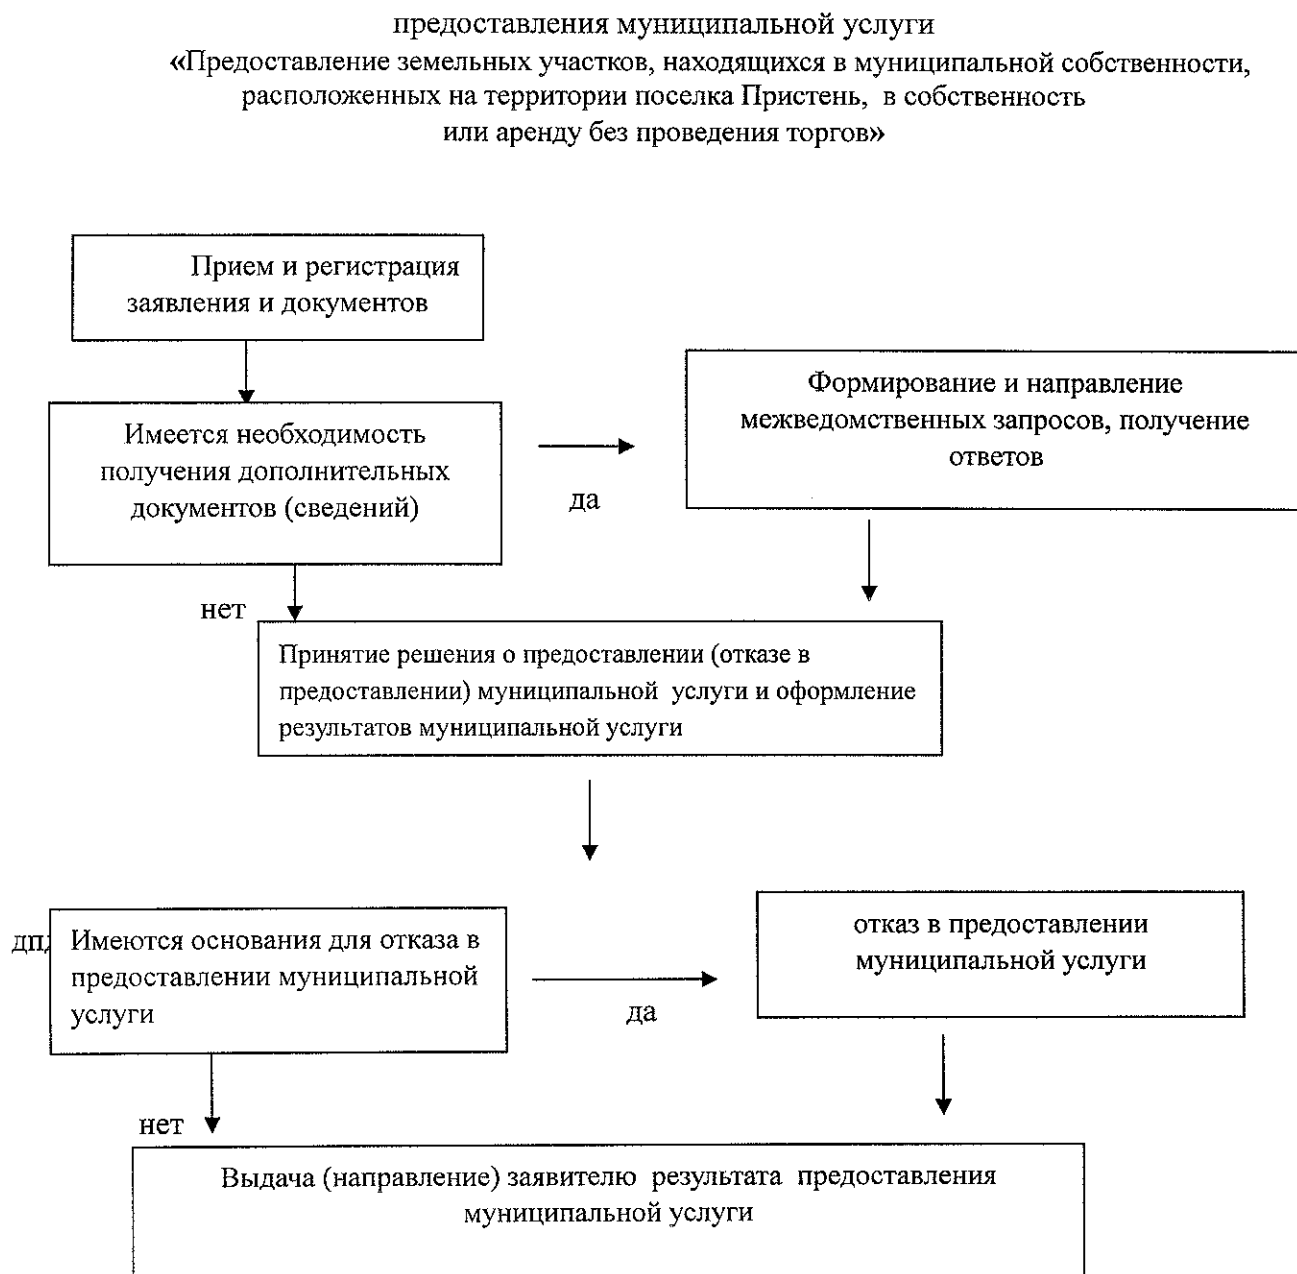 предоставления муниципальной услуги
«Предоставление земельных участков, находящихся в муниципальной собственности,
расположенных на территории поселка Пристень, в собственность
или аренду без проведения торгов»
Прием и регистрация
заявления и документов
Формирование и направление
межведомственных запросов, получение
ответов
Имеется необходимость
получения дополнительных
документов (сведений)
да
нет
Принятие решения о предоставлении (отказе в
предоставлении) муниципальной услуги и оформление
результатов муниципальной услуги
отказ в предоставлении
муниципальной услуги
дп
Имеются основания для отказа в
предоставлении муниципальной
услуги
да
нет
Выдача (направление) заявителю результата предоставления
муниципальной услуги